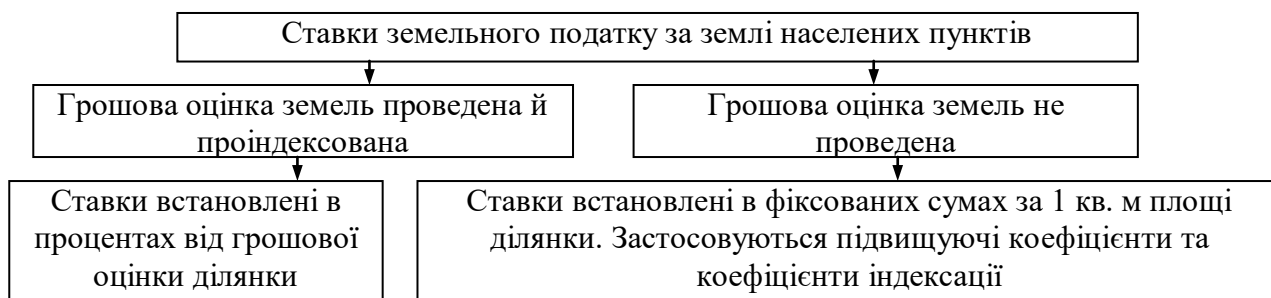 Ставки земельного податку за землі населених пунктів
Грошова оцінка земель проведена й
проіндексована
Грошова оцінка земель не
проведена
Ставки встановлені в
процентах від грошової
оцінки ділянки
Ставки встановлені в фіксованих сумах за 1 кв. м площі
ділянки. Застосовуються підвищуючі коефіцієнти та
коефіцієнти індексації